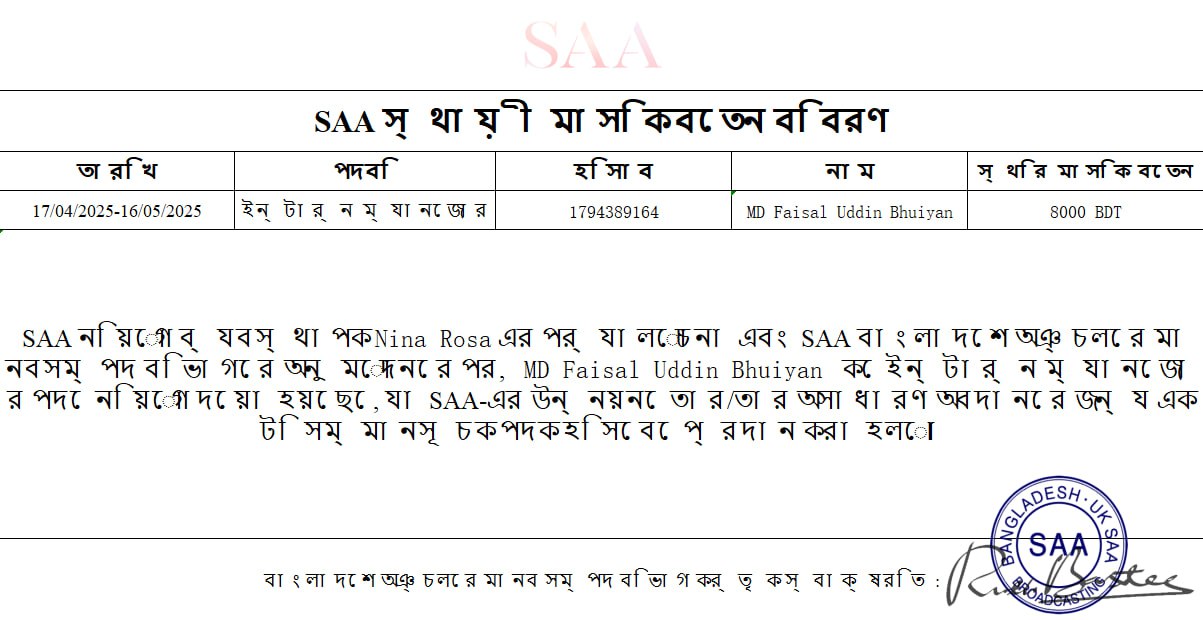 SAA
SAA স্থায়ী মাসিক বেতন বিবরণ
তারিখ পদবি হিসাব নাম স্থির মাসিক বেতন
17/04/2025-16/05/2025 ইন্টার্ন ম্যানেজার 1794389164 MD Faisal Uddin Bhuiyan 8000 BDT
SAA নিয়োগ ব্যবস্থাপক Nina Rosa এর পর্যালোচনা এবং SAA বাংলাদেশ অঞ্চলের মা
নবসম্পদ বিভাগের অনুমোদনের পর, MD Faisal Uddin Bhuiyan কে ইন্টার্ন ম্যানেজা
র পদে নিয়োগ দেয়া হয়েছে, যা SAA-এর উন্নয়নে তার/তার অসাধারণ অবদানের জন্য এক
টি সম্মানসূচক পদক হিসেবে প্রদান করা হলো
BANGLADESH · UK SAA
SAA
BROADCASTING
বাংলাদেশ অঞ্চলের মানবসম্পদ বিভাগ কর্তৃক স্বাক্ষরিত :